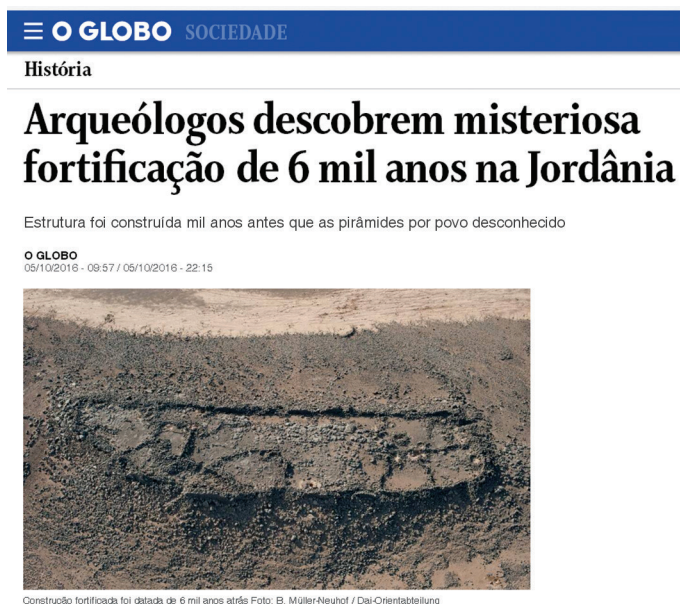 O GLOBO SOCIEDADE
História
Arqueólogos descobrem misteriosa
fortificação de 6 mil anos na Jordânia
Estrutura foi construída mil anos antes que as pirâmides por povo desconhecido
O GLOBO
05/10/2016 - 09:57 / 05/10/2016 - 22:15
Construção fortificada foi datada de 6 mil anos atrás Foto: B. Müller-Neuhof / Dai-Orientabteilung